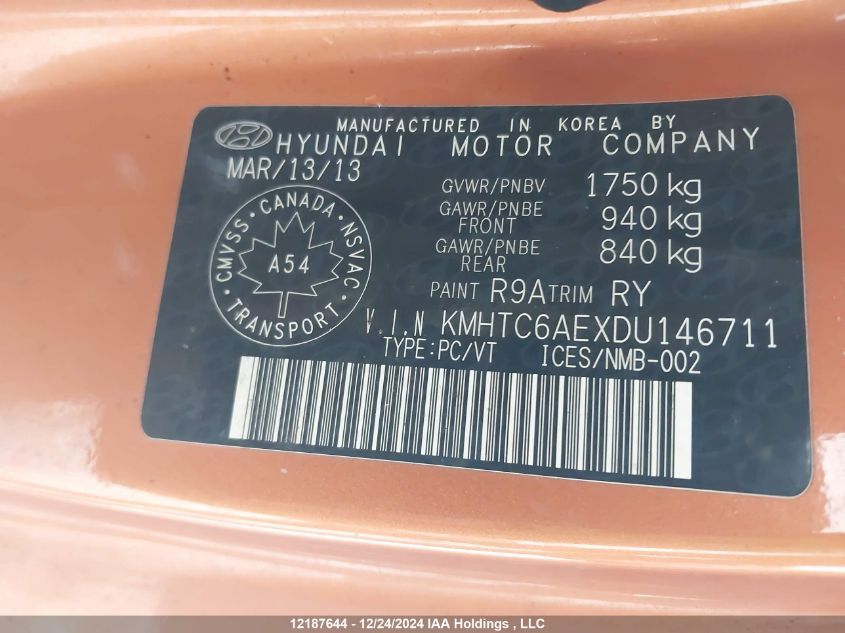 MANUFACTURED IN KOREA BY
HYUNDAI MOTOR COMPANY
MAR/13/13
GVWR/PNBV 1750 kg
GAWR/PNBE FRONT 940 kg
GAWR/PNBE REAR 840 kg
CMVSS · CANADA · NSVAC
A54
· TRANSPORT ·
PAINT R9A TRIM RY
V.I.N KMHTC6AEXDU146711
TYPE:PC/VT ICES/NMB-002
12187644 - 12/24/2024 IAA Holdings , LLC